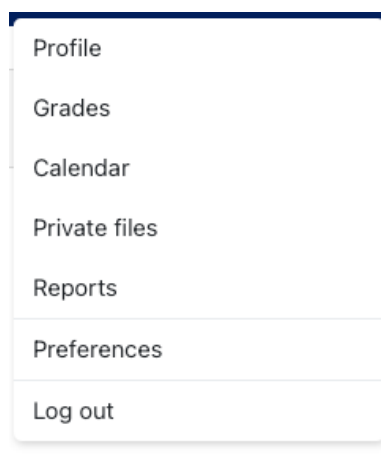 Profile
Grades
Calendar
Private files
Reports
Preferences
Log out